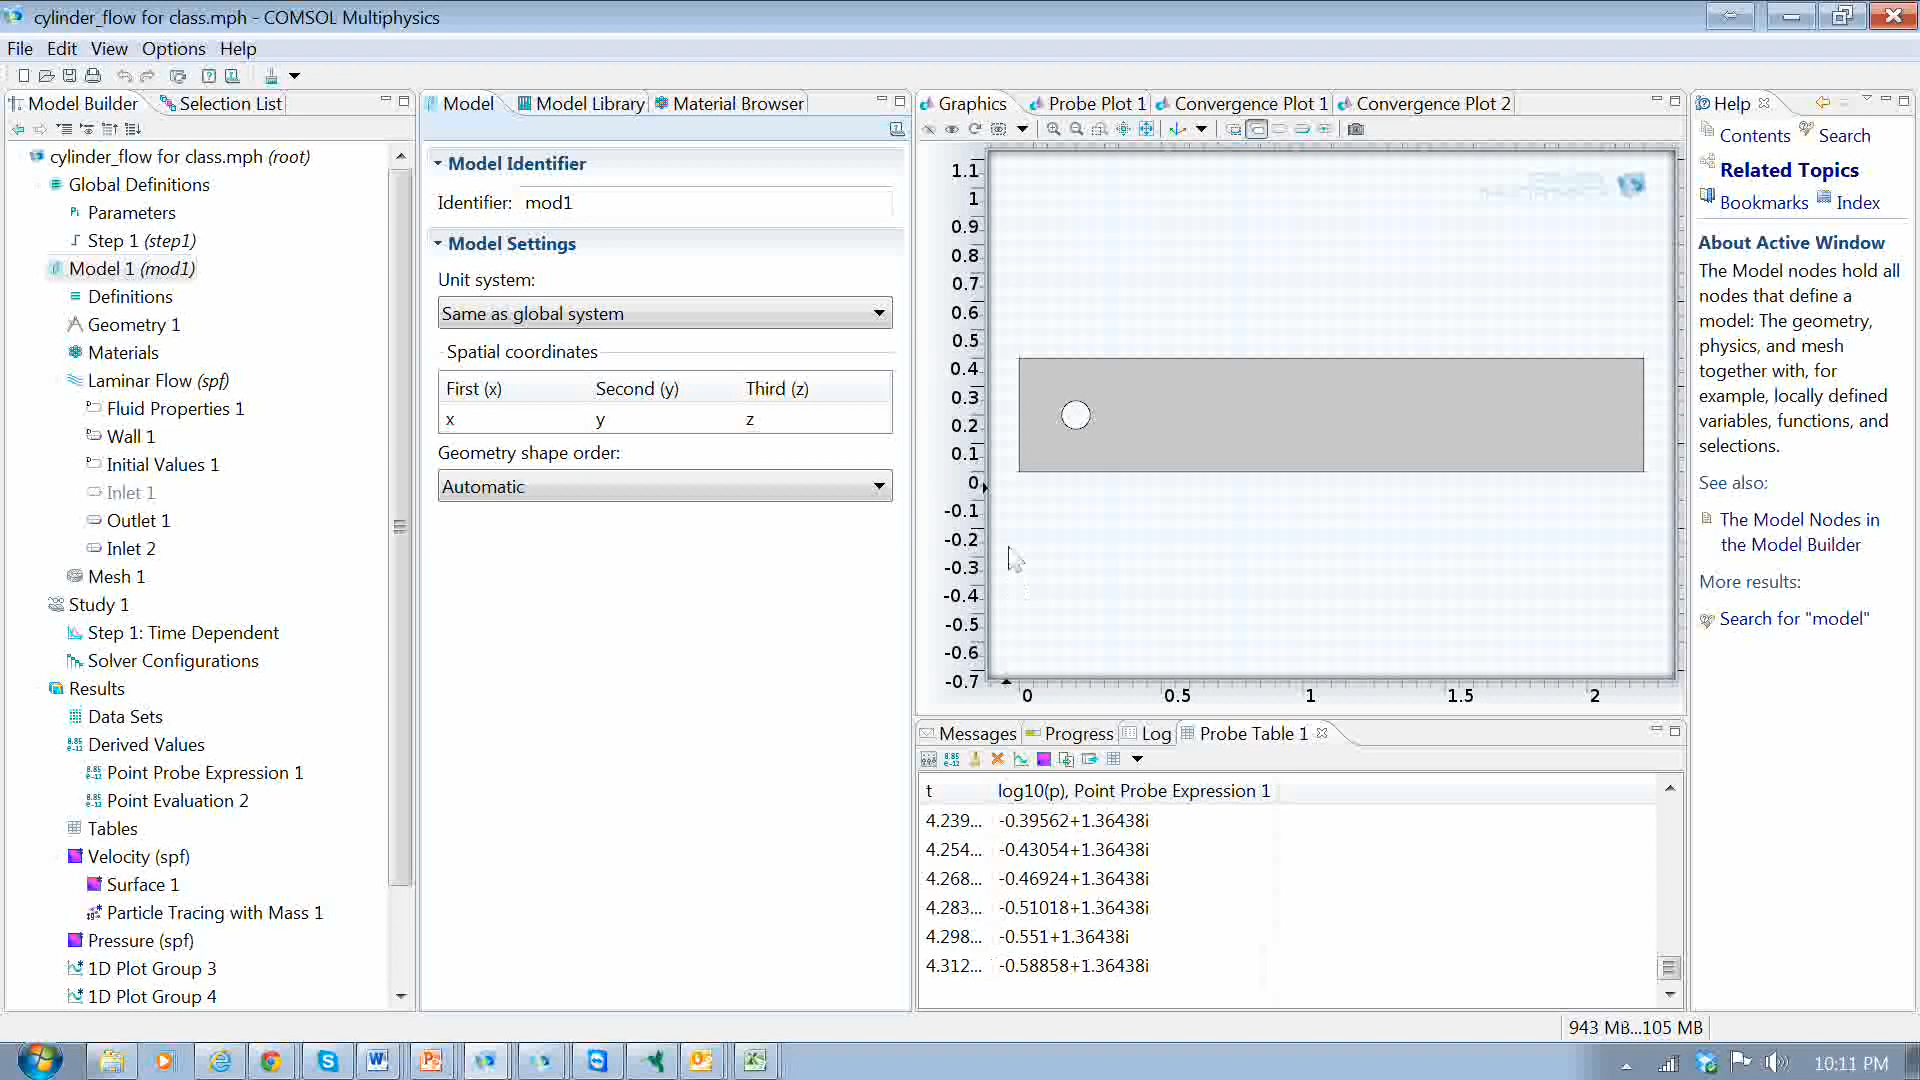 cylinder_flow for class.mph - COMSOL Multiphysics
File Edit View Options Help
Model Builder Selection List
cylinder_flow for class.mph (root)
Global Definitions
Parameters
Step 1 (step1)
Model 1 (mod1)
Definitions
Geometry 1
Materials
Laminar Flow (spf)
Fluid Properties 1
Wall 1
Initial Values 1
Inlet 1
Outlet 1
Inlet 2
Mesh 1
Study 1
Step 1: Time Dependent
Solver Configurations
Results
Data Sets
Derived Values
Point Probe Expression 1
Point Evaluation 2
Tables
Velocity (spf)
Surface 1
Particle Tracing with Mass 1
Pressure (spf)
1D Plot Group 3
1D Plot Group 4
Model Model Library Material Browser
Model Identifier
Identifier: mod1
Model Settings
Unit system:
Same as global system
Spatial coordinates
First (x) Second (y) Third (z)
x y z
Geometry shape order:
Automatic
Graphics Probe Plot 1 Convergence Plot 1 Convergence Plot 2
1.1
1
0.9
0.8
0.7
0.6
0.5
0.4
0.3
0.2
0.1
0
-0.1
-0.2
-0.3
-0.4
-0.5
-0.6
-0.7
0 0.5 1 1.5 2
Messages Progress Log Probe Table 1
t log10(p), Point Probe Expression 1
4.239... -0.39562+1.36438i
4.254... -0.43054+1.36438i
4.268... -0.46924+1.36438i
4.283... -0.51018+1.36438i
4.298... -0.551+1.36438i
4.312... -0.58858+1.36438i
Help
Contents Search
Related Topics
Bookmarks Index
About Active Window
The Model nodes hold all
nodes that define a
model: The geometry,
physics, and mesh
together with, for
example, locally defined
variables, functions, and
selections.
See also:
The Model Nodes in
the Model Builder
More results:
Search for "model"
943 MB...105 MB
10:11 PM